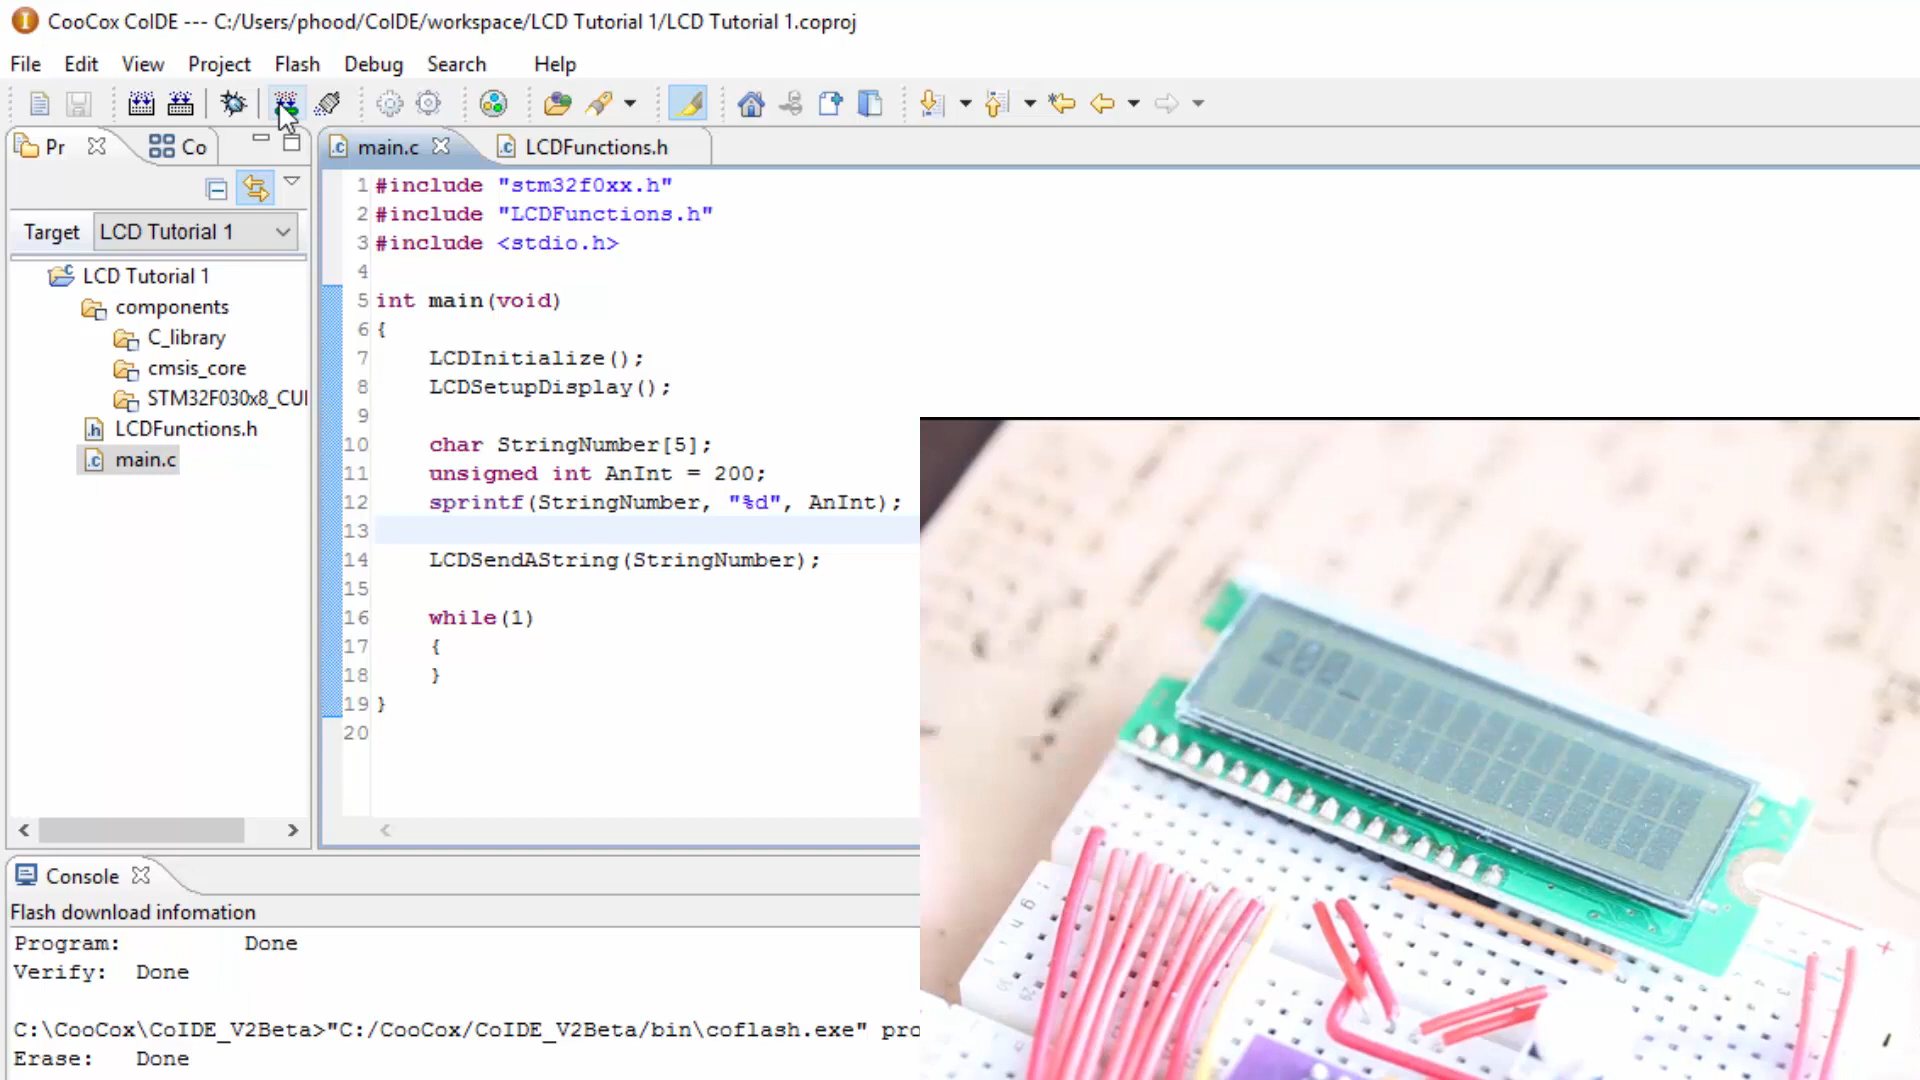 CooCox CoIDE --- C:/Users/phood/CoIDE/workspace/LCD Tutorial 1/LCD Tutorial 1.coproj
File Edit View Project Flash Debug Search Help
Pr Co
Target LCD Tutorial 1
LCD Tutorial 1
components
C_library
cmsis_core
STM32F030x8_CUI
LCDFunctions.h
main.c
main.c LCDFunctions.h
1 #include "stm32f0xx.h"
2 #include "LCDFunctions.h"
3 #include <stdio.h>
4
5 int main(void)
6 {
7 LCDInitialize();
8 LCDSetupDisplay();
9
10 char StringNumber[5];
11 unsigned int AnInt = 200;
12 sprintf(StringNumber, "%d", AnInt);
13
14 LCDSendAString(StringNumber);
15
16 while(1)
17 {
18 }
19 }
20
Console
Flash download infomation
Program: Done
Verify: Done
C:\CooCox\CoIDE_V2Beta>"C:/CooCox/CoIDE_V2Beta/bin\coflash.exe" pro
Erase: Done
200_